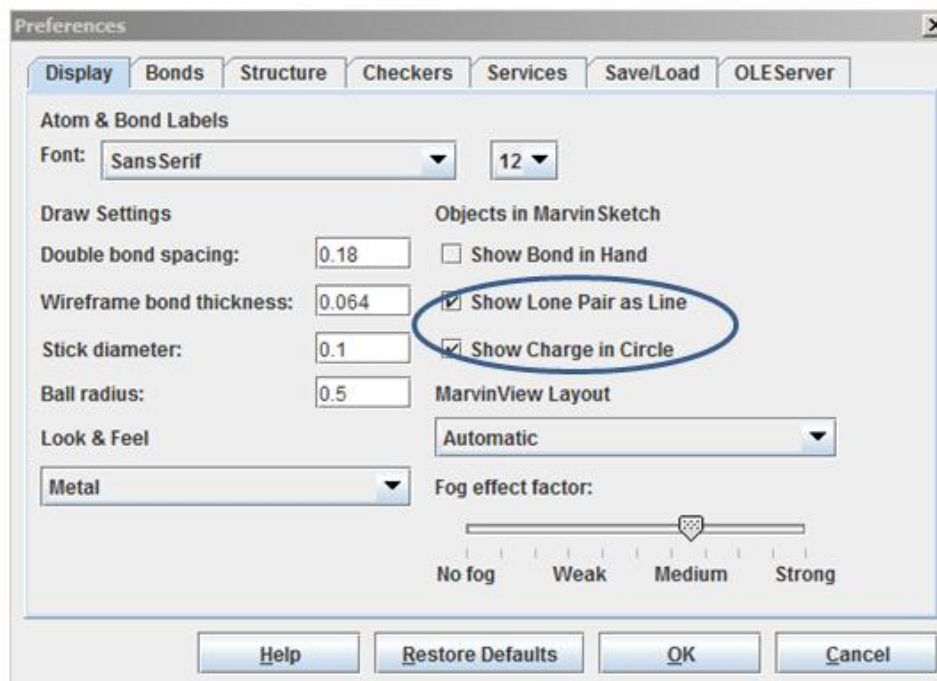 Preferences
Display Bonds Structure Checkers Services Save/Load OLEServer
Atom & Bond Labels
Font: SansSerif 12
Draw Settings
Double bond spacing: 0.18
Wireframe bond thickness: 0.064
Stick diameter: 0.1
Ball radius: 0.5
Look & Feel
Metal
Objects in MarvinSketch
Show Bond in Hand
Show Lone Pair as Line
Show Charge in Circle
MarvinView Layout
Automatic
Fog effect factor:
No fog Weak Medium Strong
Help Restore Defaults OK Cancel